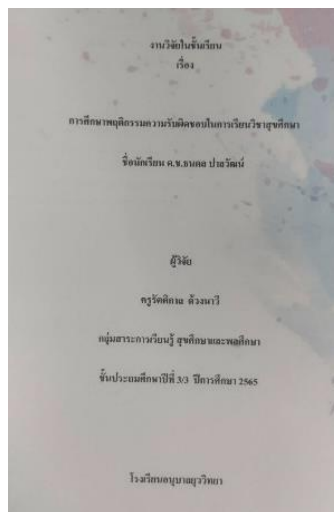 งานวิจัยในชั้นเรียน
เรื่อง
การศึกษาพฤติกรรมความรับผิดชอบในการเรียนวิชาสุขศึกษา
ชื่อนักเรียน ด.ช.ธนดล ปาลวัฒน์
ผู้วิจัย
ครูรัตติกาล ด้วงนาวี
กลุ่มสาระการเรียนรู้ สุขศึกษาและพลศึกษา
ชั้นประถมศึกษาปีที่ 3/3 ปีการศึกษา 2565
โรงเรียนอนุบาลยุววิทยา